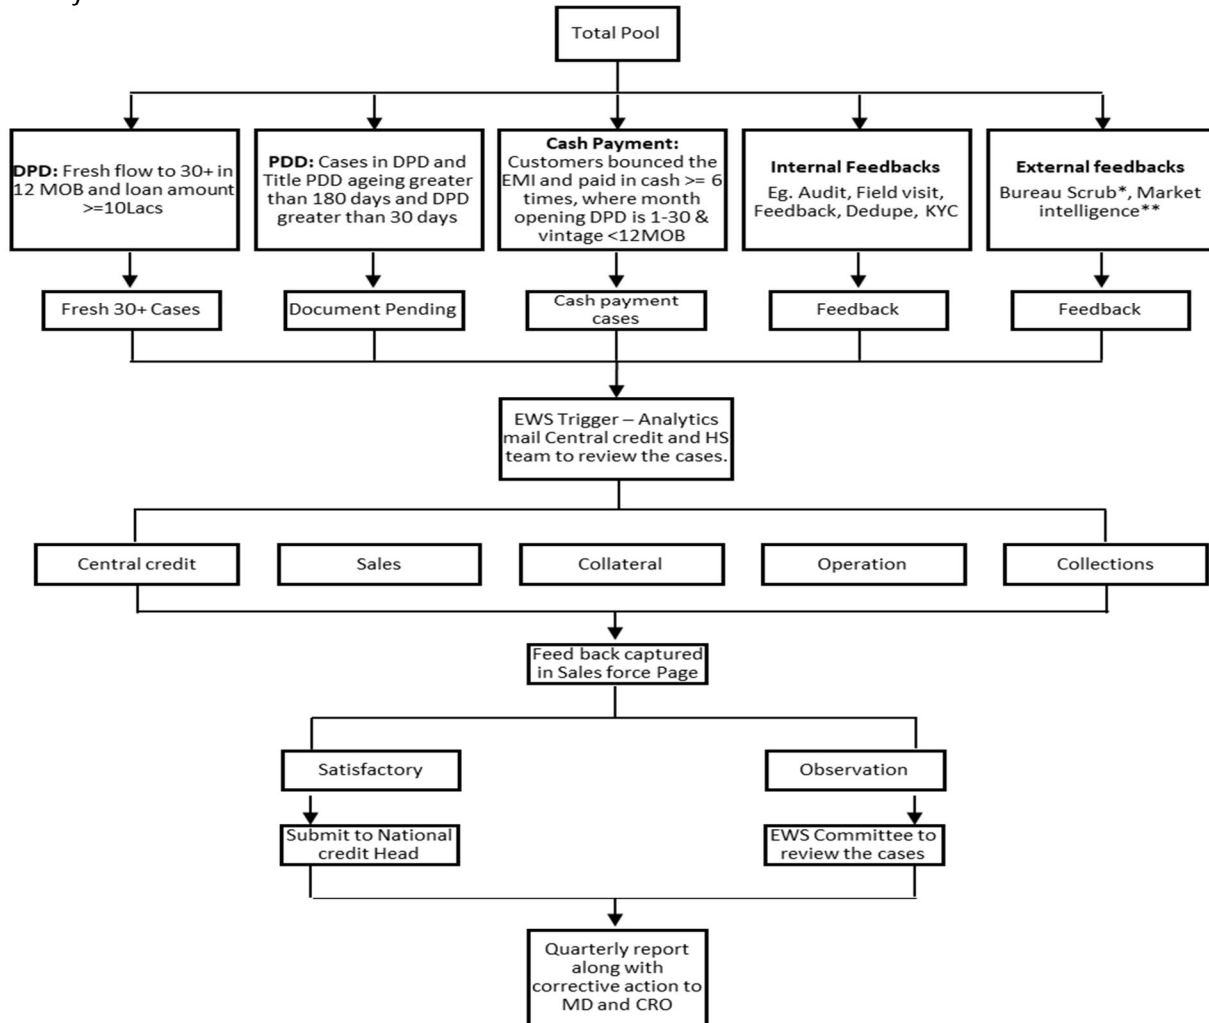 Total Pool
DPD: Fresh flow to 30+ in
12 MOB and loan amount
>=10Lacs
PDD: Cases in DPD and
Title PDD ageing greater
than 180 days and DPD
greater than 30 days
Cash Payment:
Customers bounced the
EMI and paid in cash >= 6
times, where month
opening DPD is 1-30 &
vintage <12MOB
Internal Feedbacks
Eg. Audit, Field visit,
Feedback, Dedupe, KYC
External feedbacks
Bureau Scrub*, Market
intelligence**
Fresh 30+ Cases
Document Pending
Cash payment
cases
Feedback
Feedback
EWS Trigger – Analytics
mail Central credit and HS
team to review the cases.
Central credit
Sales
Collateral
Operation
Collections
Feed back captured
in Sales force Page
Satisfactory
Observation
Submit to National
credit Head
EWS Committee to
review the cases
Quarterly report
along with
corrective action to
MD and CRO